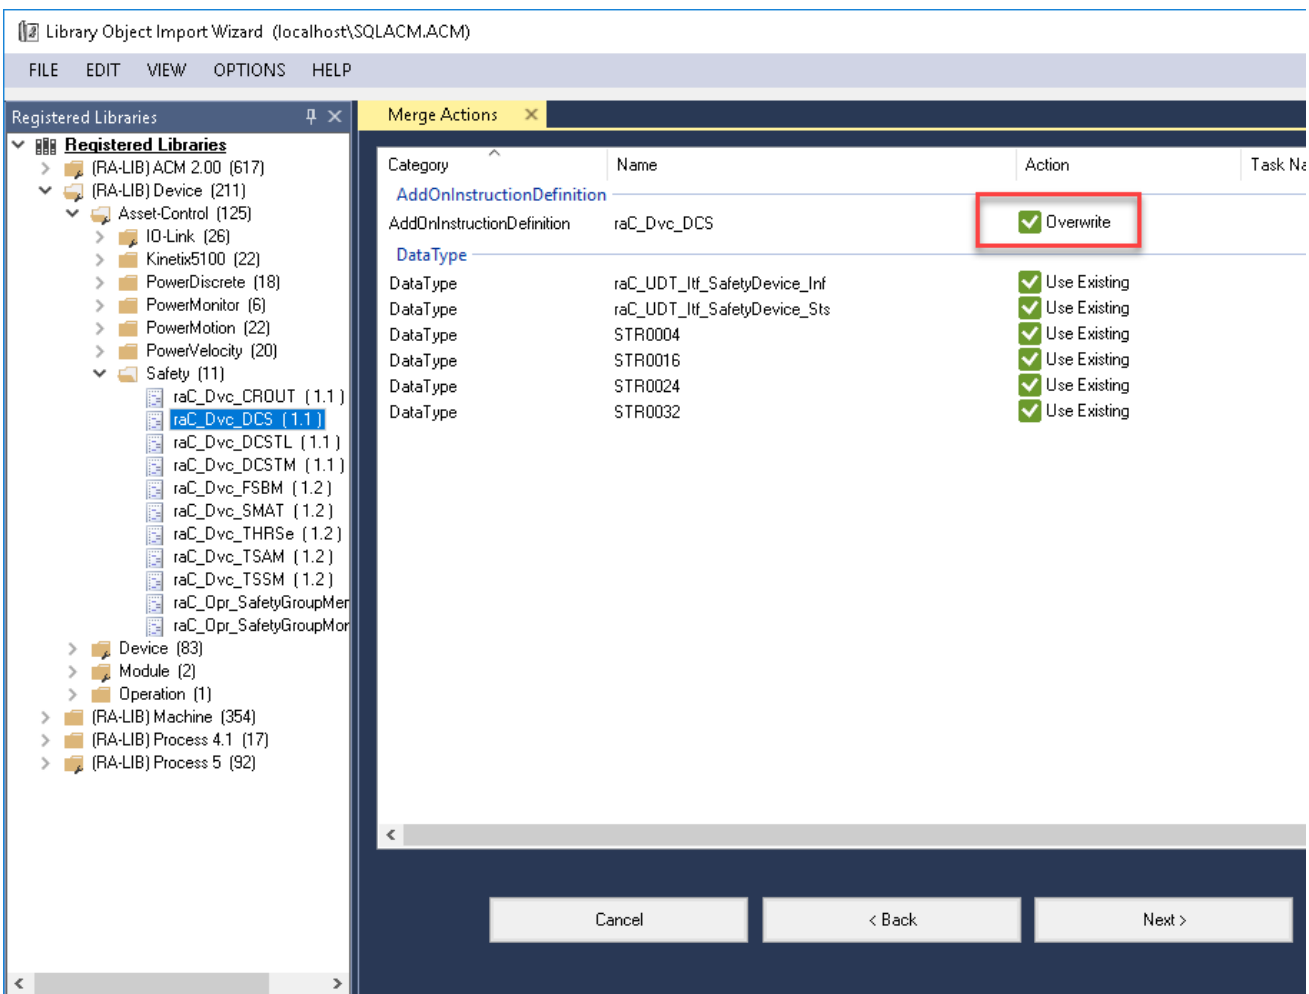 Library Object Import Wizard (localhost\SQLACM.ACM)
FILE EDIT VIEW OPTIONS HELP
Registered Libraries
Registered Libraries
(RA-LIB) ACM 2.00 (617)
(RA-LIB) Device (211)
Asset-Control (125)
IO-Link (26)
Kinetix5100 (22)
PowerDiscrete (18)
PowerMonitor (6)
PowerMotion (22)
PowerVelocity (20)
Safety (11)
raC_Dvc_CROUT (1.1)
raC_Dvc_DCS (1.1)
raC_Dvc_DCSTL (1.1)
raC_Dvc_DCSTM (1.1)
raC_Dvc_FSBM (1.2)
raC_Dvc_SMAT (1.2)
raC_Dvc_THRSe (1.2)
raC_Dvc_TSAM (1.2)
raC_Dvc_TSSM (1.2)
raC_Opr_SafetyGroupMer
raC_Opr_SafetyGroupMor
Device (83)
Module (2)
Operation (1)
(RA-LIB) Machine (354)
(RA-LIB) Process 4.1 (17)
(RA-LIB) Process 5 (92)
Merge Actions
Category Name Action Task Na
AddOnInstructionDefinition
AddOnInstructionDefinition raC_Dvc_DCS Overwrite
DataType
DataType raC_UDT_Itf_SafetyDevice_Inf Use Existing
DataType raC_UDT_Itf_SafetyDevice_Sts Use Existing
DataType STR0004 Use Existing
DataType STR0016 Use Existing
DataType STR0024 Use Existing
DataType STR0032 Use Existing
Cancel < Back Next >